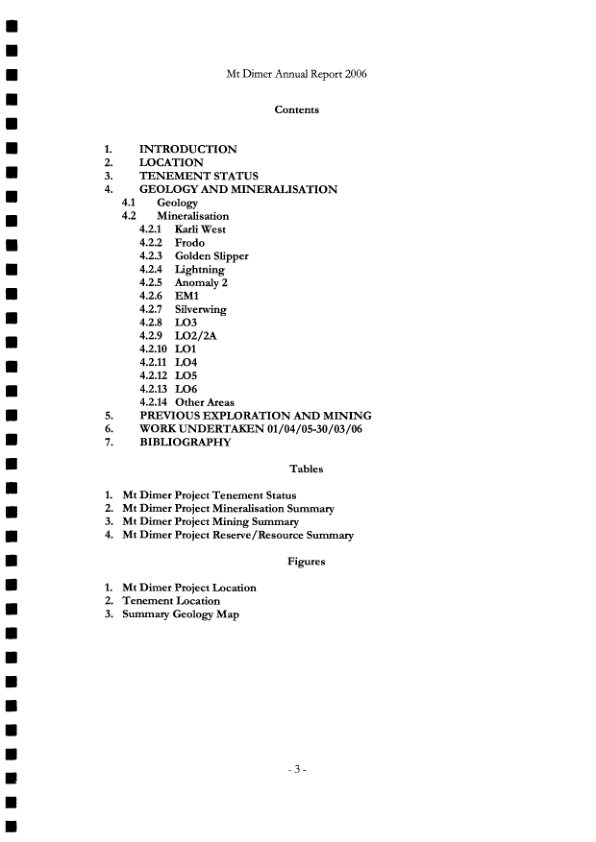 Mt Dimer Annual Report 2006
Contents
1. INTRODUCTION
2. LOCATION
3. TENEMENT STATUS
4. GEOLOGY AND MINERALISATION
4.1 Geology
4.2 Mineralisation
4.2.1 Karli West
4.2.2 Frodo
4.2.3 Golden Slipper
4.2.4 Lightning
4.2.5 Anomaly 2
4.2.6 EM1
4.2.7 Silverwing
4.2.8 LO3
4.2.9 LO2/2A
4.2.10 LO1
4.2.11 LO4
4.2.12 LO5
4.2.13 LO6
4.2.14 Other Areas
5. PREVIOUS EXPLORATION AND MINING
6. WORK UNDERTAKEN 01/04/05-30/03/06
7. BIBLIOGRAPHY
Tables
1. Mt Dimer Project Tenement Status
2. Mt Dimer Project Mineralisation Summary
3. Mt Dimer Project Mining Summary
4. Mt Dimer Project Reserve/Resource Summary
Figures
1. Mt Dimer Project Location
2. Tenement Location
3. Summary Geology Map
- 3 -